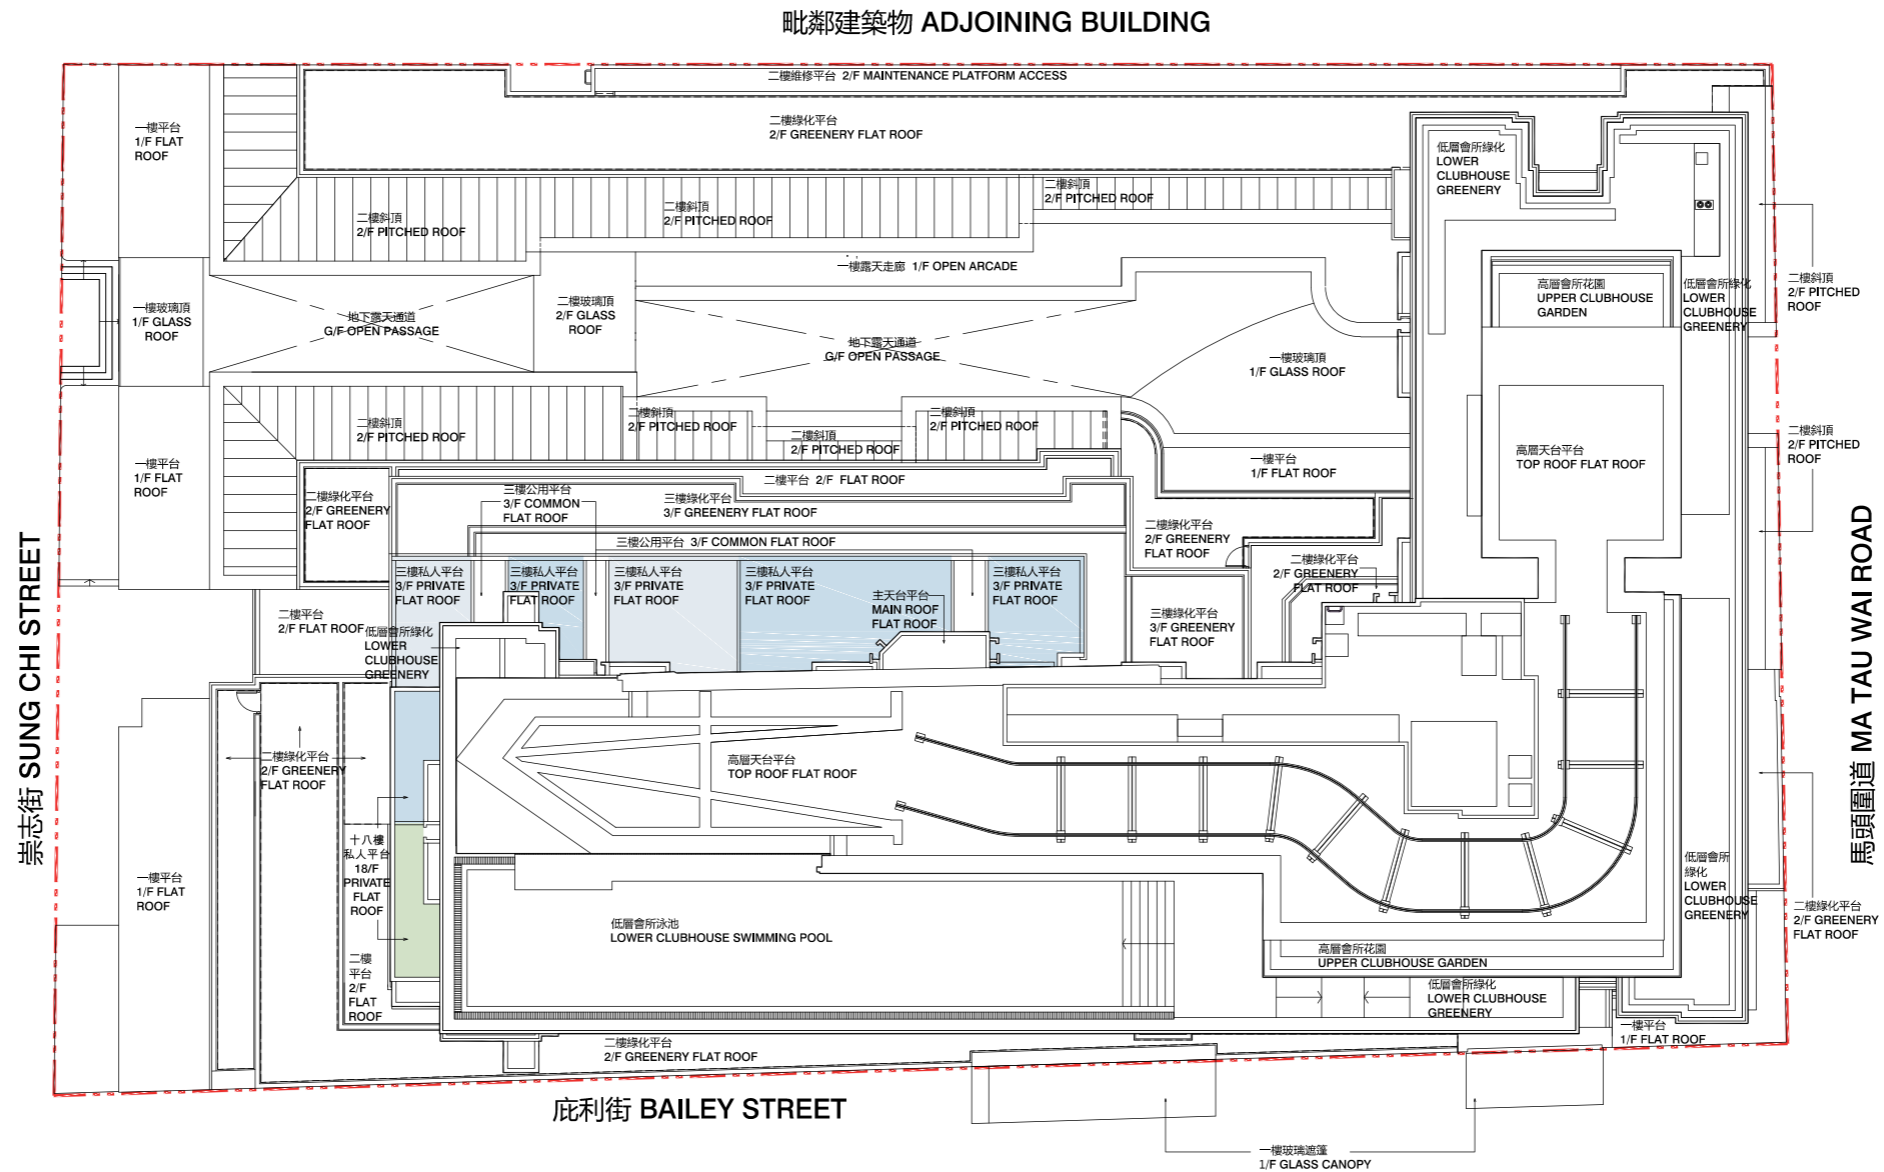 毗鄰建築物 ADJOINING BUILDING
二樓維修平台 2/F MAINTENANCE PLATFORM ACCESS
一樓平台
1/F FLAT
ROOF
二樓綠化平台
2/F GREENERY FLAT ROOF
低層會所綠化
LOWER
CLUBHOUSE
GREENERY
二樓斜頂
2/F PITCHED ROOF
二樓斜頂
2/F PITCHED ROOF
二樓斜頂
2/F PITCHED ROOF
一樓露天走廊 1/F OPEN ARCADE
一樓玻璃頂
1/F GLASS
ROOF
地下露天通道
G/F OPEN PASSAGE
二樓玻璃頂
2/F GLASS
ROOF
地下露天通道
G/F OPEN PASSAGE
一樓玻璃頂
1/F GLASS ROOF
高層會所花園
UPPER CLUBHOUSE
GARDEN
低層會所綠化
LOWER
CLUBHOUSE
GREENERY
二樓斜頂
2/F PITCHED
ROOF
二樓斜頂
2/F PITCHED ROOF
二樓斜頂
2/F PITCHED ROOF
二樓斜頂
2/F PITCHED ROOF
二樓斜頂
2/F PITCHED ROOF
二樓斜頂
2/F PITCHED
ROOF
一樓平台
1/F FLAT
ROOF
二樓平台 2/F FLAT ROOF
一樓平台
1/F FLAT ROOF
高層天台平台
TOP ROOF FLAT ROOF
二樓綠化平台
2/F GREENERY
FLAT ROOF
三樓公用平台
3/F COMMON
FLAT ROOF
三樓綠化平台
3/F GREENERY FLAT ROOF
二樓綠化平台
2/F GREENERY
FLAT ROOF
三樓公用平台 3/F COMMON FLAT ROOF
二樓綠化平台
2/F GREENERY
FLAT ROOF
三樓私人平台
3/F PRIVATE
FLAT ROOF
三樓私人平台
3/F PRIVATE
FLAT ROOF
三樓私人平台
3/F PRIVATE
FLAT ROOF
三樓私人平台
3/F PRIVATE
FLAT ROOF
三樓私人平台
3/F PRIVATE
FLAT ROOF
主天台平台
MAIN ROOF
FLAT ROOF
二樓平台
2/F FLAT ROOF
三樓綠化平台
3/F GREENERY
FLAT ROOF
低層會所綠化
LOWER
CLUBHOUSE
GREENERY
崇志街 SUNG CHI STREET
馬頭圍道 MA TAU WAI ROAD
二樓綠化平台
2/F GREENERY
FLAT ROOF
高層天台平台
TOP ROOF FLAT ROOF
十八樓
私人平台
18/F
PRIVATE
FLAT
ROOF
一樓平台
1/F FLAT
ROOF
低層會所
綠化
LOWER
CLUBHOUSE
GREENERY
二樓綠化平台
2/F GREENERY
FLAT ROOF
低層會所泳池
LOWER CLUBHOUSE SWIMMING POOL
高層會所花園
UPPER CLUBHOUSE GARDEN
二樓
平台
2/F
FLAT
ROOF
低層會所綠化
LOWER CLUBHOUSE
GREENERY
一樓平台
1/F FLAT ROOF
二樓綠化平台
2/F GREENERY FLAT ROOF
庇利街 BAILEY STREET
一樓玻璃遮篷
1/F GLASS CANOPY